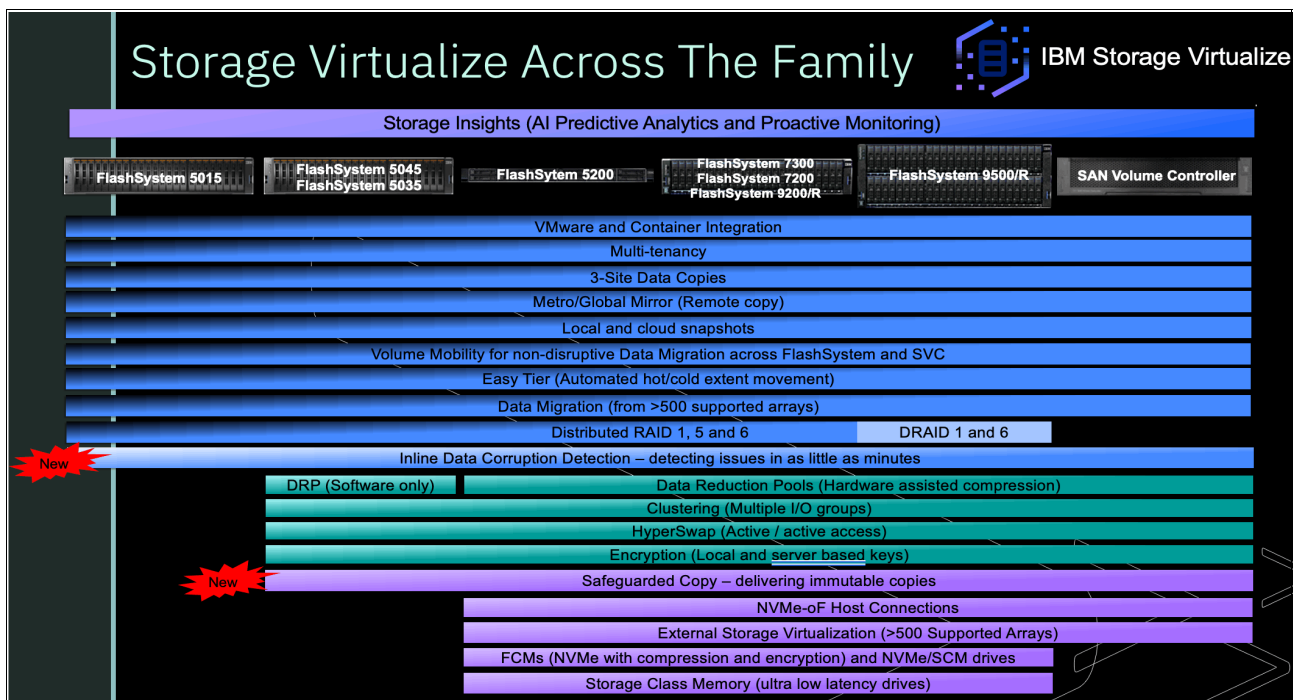 Storage Virtualize Across The Family
IBM Storage Virtualize
Storage Insights (AI Predictive Analytics and Proactive Monitoring)
FlashSystem 5015
FlashSystem 5045
FlashSystem 5035
FlashSytem 5200
FlashSystem 7300
FlashSystem 7200
FlashSystem 9200/R
FlashSystem 9500/R
SAN Volume Controller
VMware and Container Integration
Multi-tenancy
3-Site Data Copies
Metro/Global Mirror (Remote copy)
Local and cloud snapshots
Volume Mobility for non-disruptive Data Migration across FlashSystem and SVC
Easy Tier (Automated hot/cold extent movement)
Data Migration (from >500 supported arrays)
Distributed RAID 1, 5 and 6
DRAID 1 and 6
New
Inline Data Corruption Detection – detecting issues in as little as minutes
DRP (Software only)
Data Reduction Pools (Hardware assisted compression)
Clustering (Multiple I/O groups)
HyperSwap (Active / active access)
Encryption (Local and server based keys)
New
Safeguarded Copy – delivering immutable copies
NVMe-oF Host Connections
External Storage Virtualization (>500 Supported Arrays)
FCMs (NVMe with compression and encryption) and NVMe/SCM drives
Storage Class Memory (ultra low latency drives)